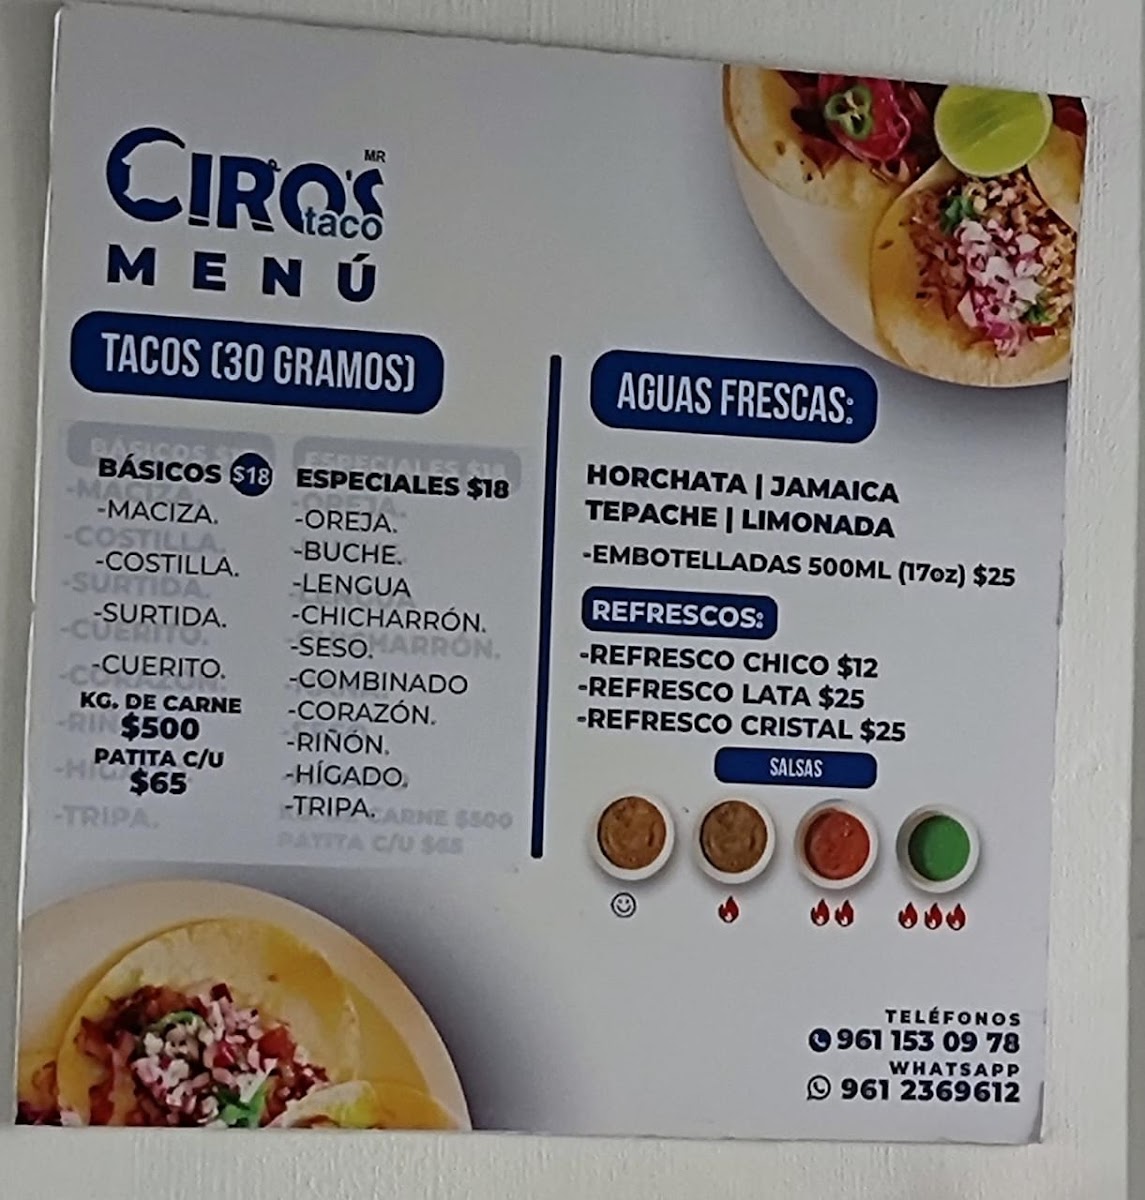 CIRO'S MR
taco
MENÚ
TACOS (30 GRAMOS)
BÁSICOS $18
-MACIZA.
-COSTILLA.
-SURTIDA.
-CUERITO.
KG. DE CARNE
$500
PATITA C/U
$65
ESPECIALES $18
-OREJA.
-BUCHE.
-LENGUA
-CHICHARRÓN.
-SESO.
-COMBINADO
-CORAZÓN.
-RIÑÓN.
-HÍGADO.
-TRIPA.
AGUAS FRESCAS:
HORCHATA | JAMAICA
TEPACHE | LIMONADA
-EMBOTELLADAS 500ML (17oz) $25
REFRESCOS:
-REFRESCO CHICO $12
-REFRESCO LATA $25
-REFRESCO CRISTAL $25
SALSAS
TELÉFONOS
961 153 09 78
WHATSAPP
961 2369612